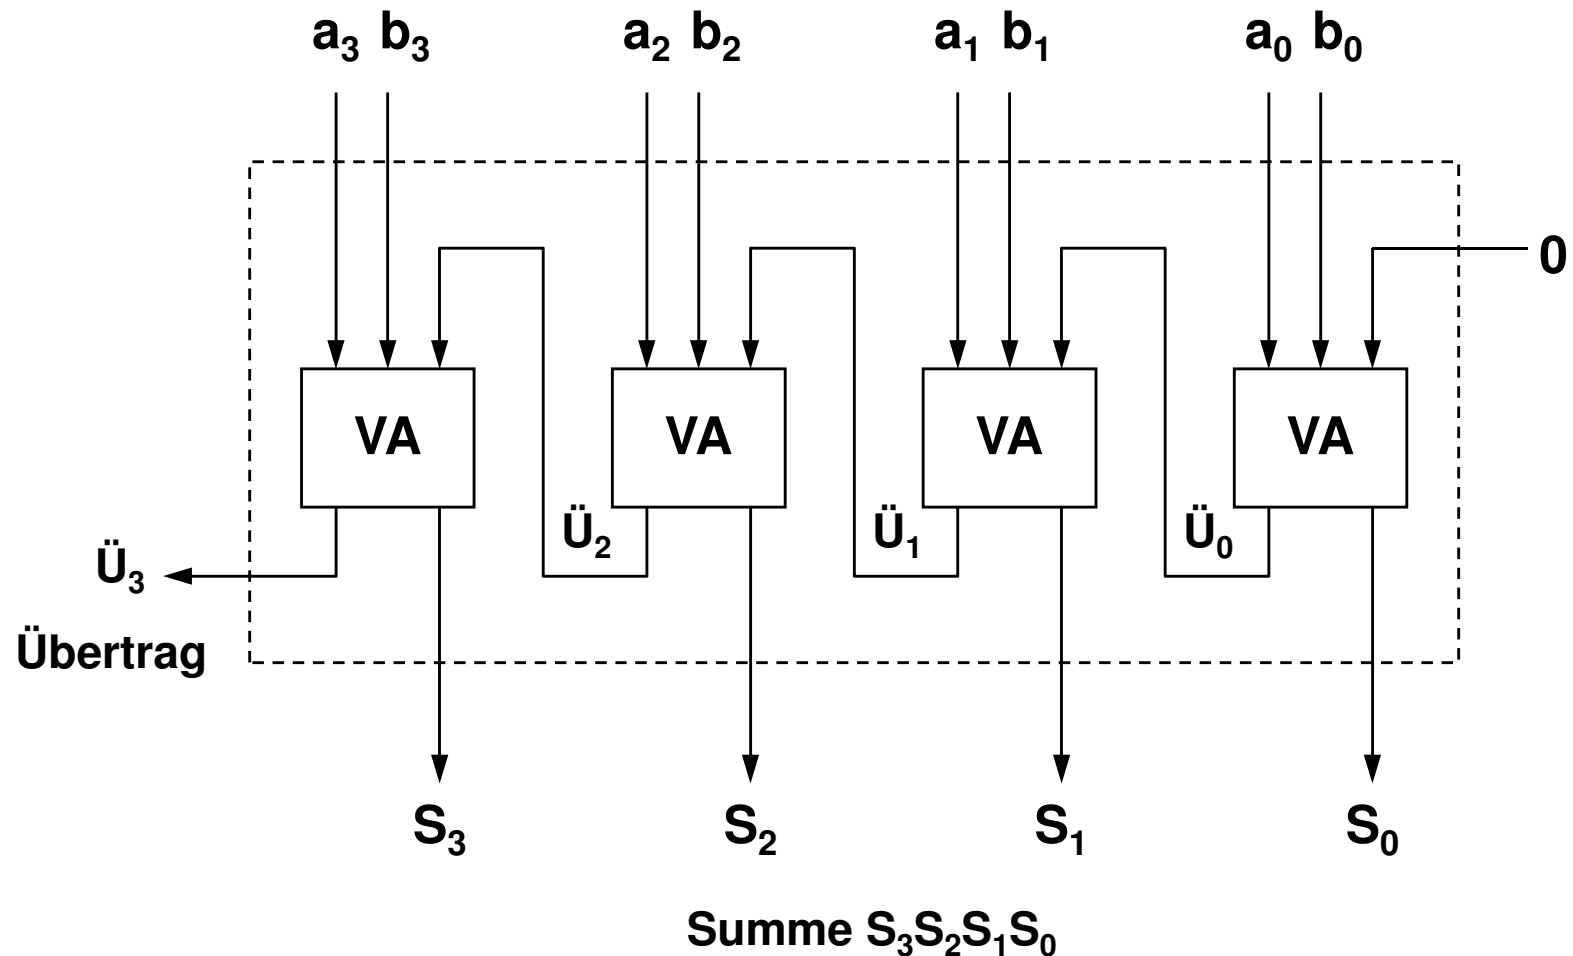 a₃ b₃ a₂ b₂ a₁ b₁ a₀ b₀
0
VA VA VA VA
Ü₂ Ü₁ Ü₀
Ü₃
Übertrag
S₃ S₂ S₁ S₀
Summe S₃S₂S₁S₀